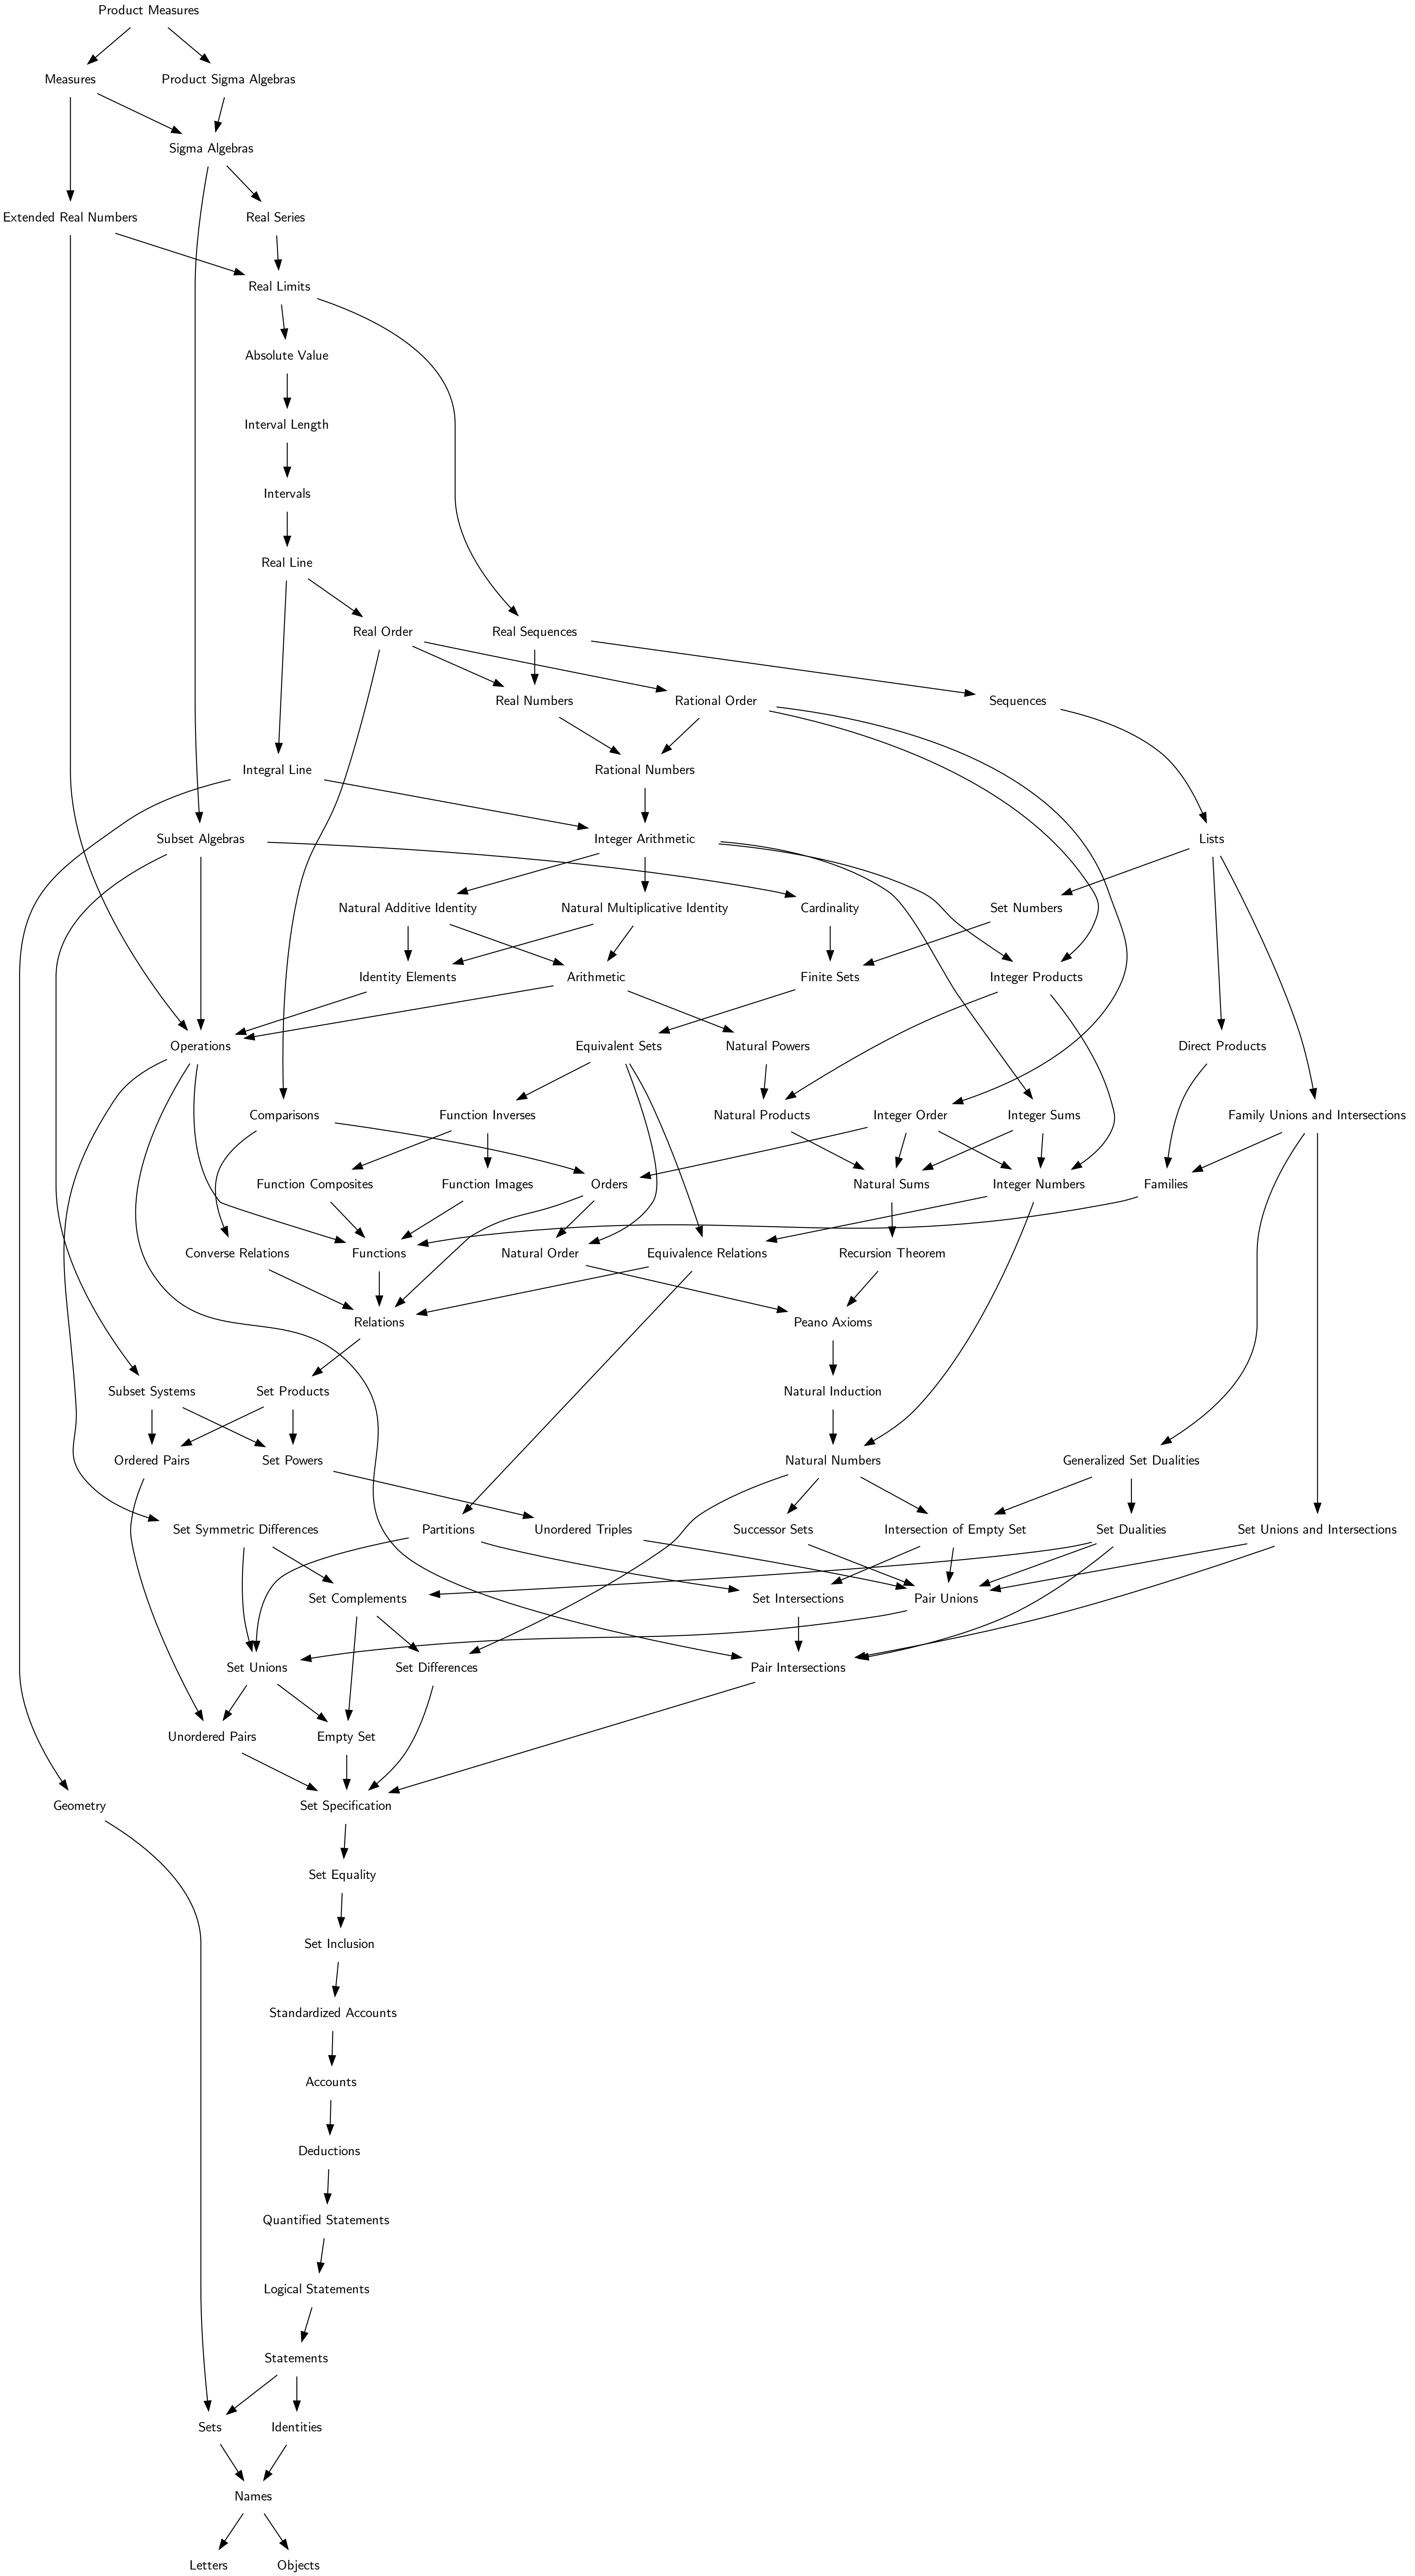 Product Measures
Measures
Product Sigma Algebras
Sigma Algebras
Extended Real Numbers
Real Series
Real Limits
Absolute Value
Interval Length
Intervals
Real Line
Real Order
Real Sequences
Real Numbers
Rational Order
Sequences
Integral Line
Rational Numbers
Subset Algebras
Integer Arithmetic
Lists
Natural Additive Identity
Natural Multiplicative Identity
Cardinality
Set Numbers
Identity Elements
Arithmetic
Finite Sets
Integer Products
Operations
Equivalent Sets
Natural Powers
Direct Products
Comparisons
Function Inverses
Natural Products
Integer Order
Integer Sums
Family Unions and Intersections
Function Composites
Function Images
Orders
Natural Sums
Integer Numbers
Families
Converse Relations
Functions
Natural Order
Equivalence Relations
Recursion Theorem
Relations
Peano Axioms
Subset Systems
Set Products
Natural Induction
Ordered Pairs
Set Powers
Natural Numbers
Generalized Set Dualities
Set Symmetric Differences
Partitions
Unordered Triples
Successor Sets
Intersection of Empty Set
Set Dualities
Set Unions and Intersections
Set Complements
Set Intersections
Pair Unions
Set Unions
Set Differences
Pair Intersections
Unordered Pairs
Empty Set
Geometry
Set Specification
Set Equality
Set Inclusion
Standardized Accounts
Accounts
Deductions
Quantified Statements
Logical Statements
Statements
Sets
Identities
Names
Letters
Objects